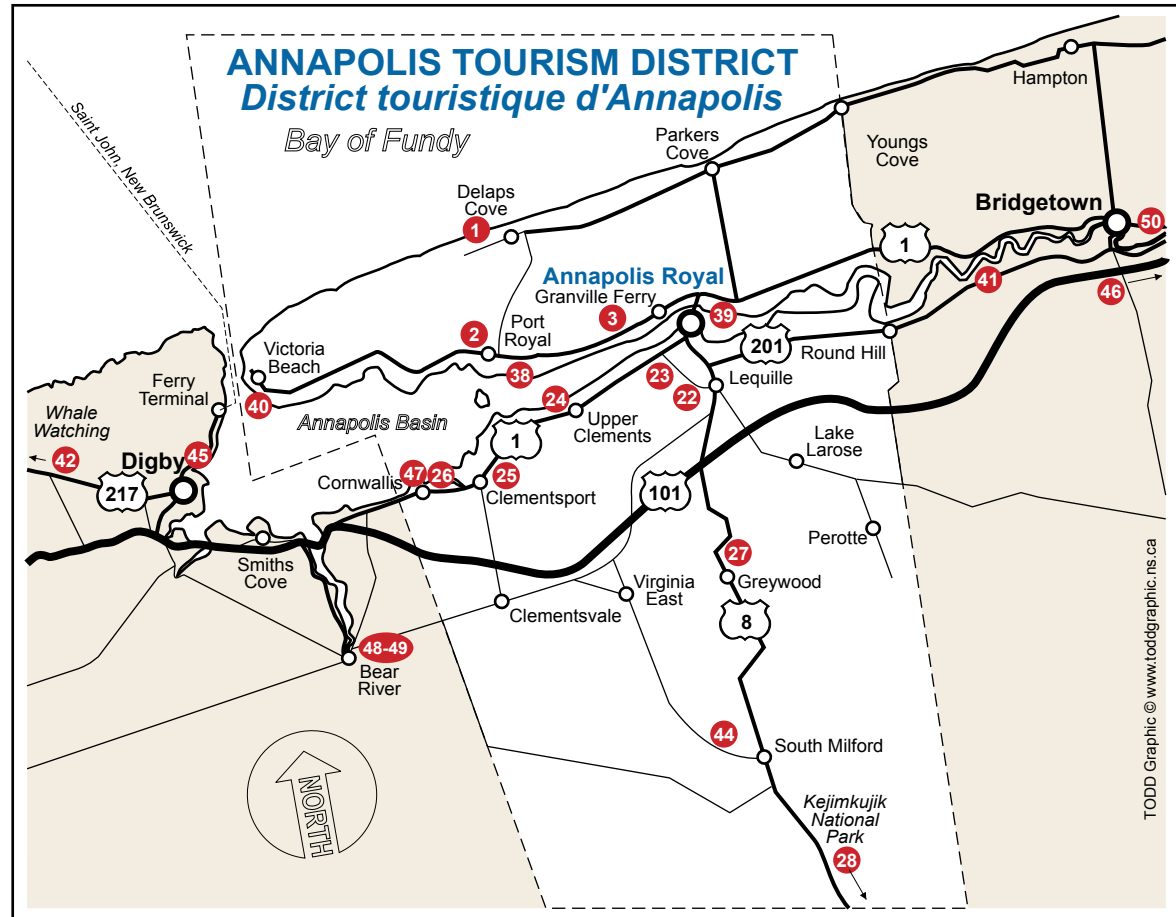 ANNAPOLIS TOURISM DISTRICT
District touristique d'Annapolis
Bay of Fundy
Saint John, New Brunswick
Hampton
Parkers
Cove
Youngs
Cove
Delaps
Cove
1
Bridgetown
50
1
Annapolis Royal
Granville Ferry
3
39
41
46
2
Port
Royal
201
Round Hill
Victoria
Beach
38
23
22
Lequille
Ferry
Terminal
40
24
Annapolis Basin
Upper
Clements
Whale
Watching
42
1
Lake
Larose
Digby
45
217
Cornwallis
47
26
25
Clementsport
101
Perotte
Smiths
Cove
27
Greywood
Virginia
East
Clementsvale
8
48-49
Bear
River
44
South Milford
NORTH
Kejimkujik
National
Park
28
TODD Graphic © www.toddgraphic.ns.ca